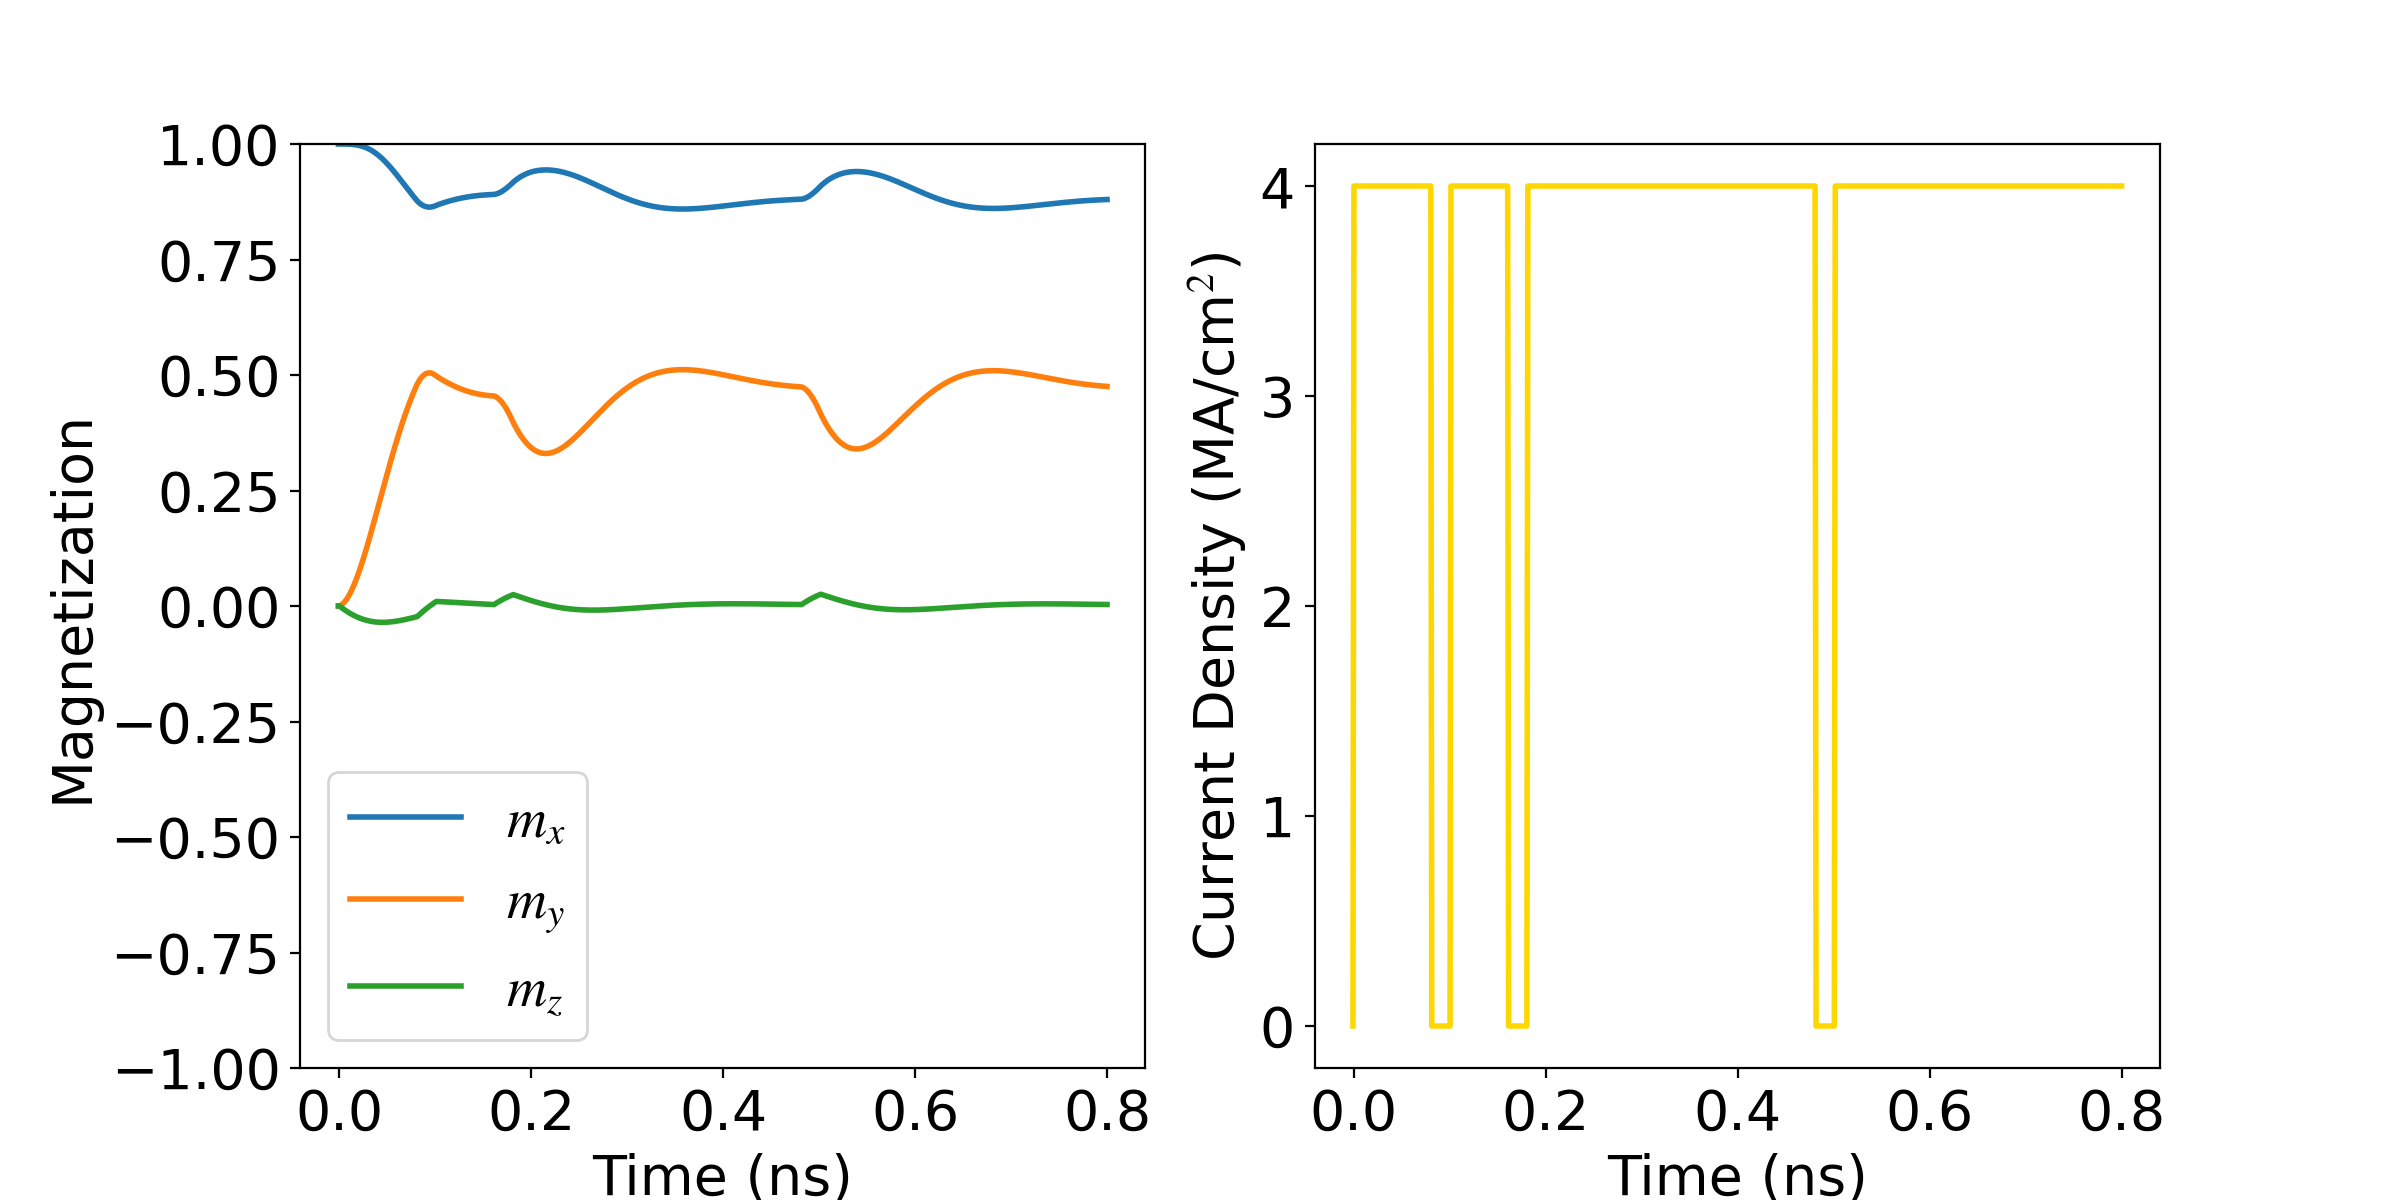 Magnetization
1.00
0.75
0.50
0.25
0.00
−0.25
−0.50
−0.75
−1.00
m_x
m_y
m_z
0.0 0.2 0.4 0.6 0.8
Time (ns)
Current Density (MA/cm²)
4
3
2
1
0
0.0 0.2 0.4 0.6 0.8
Time (ns)